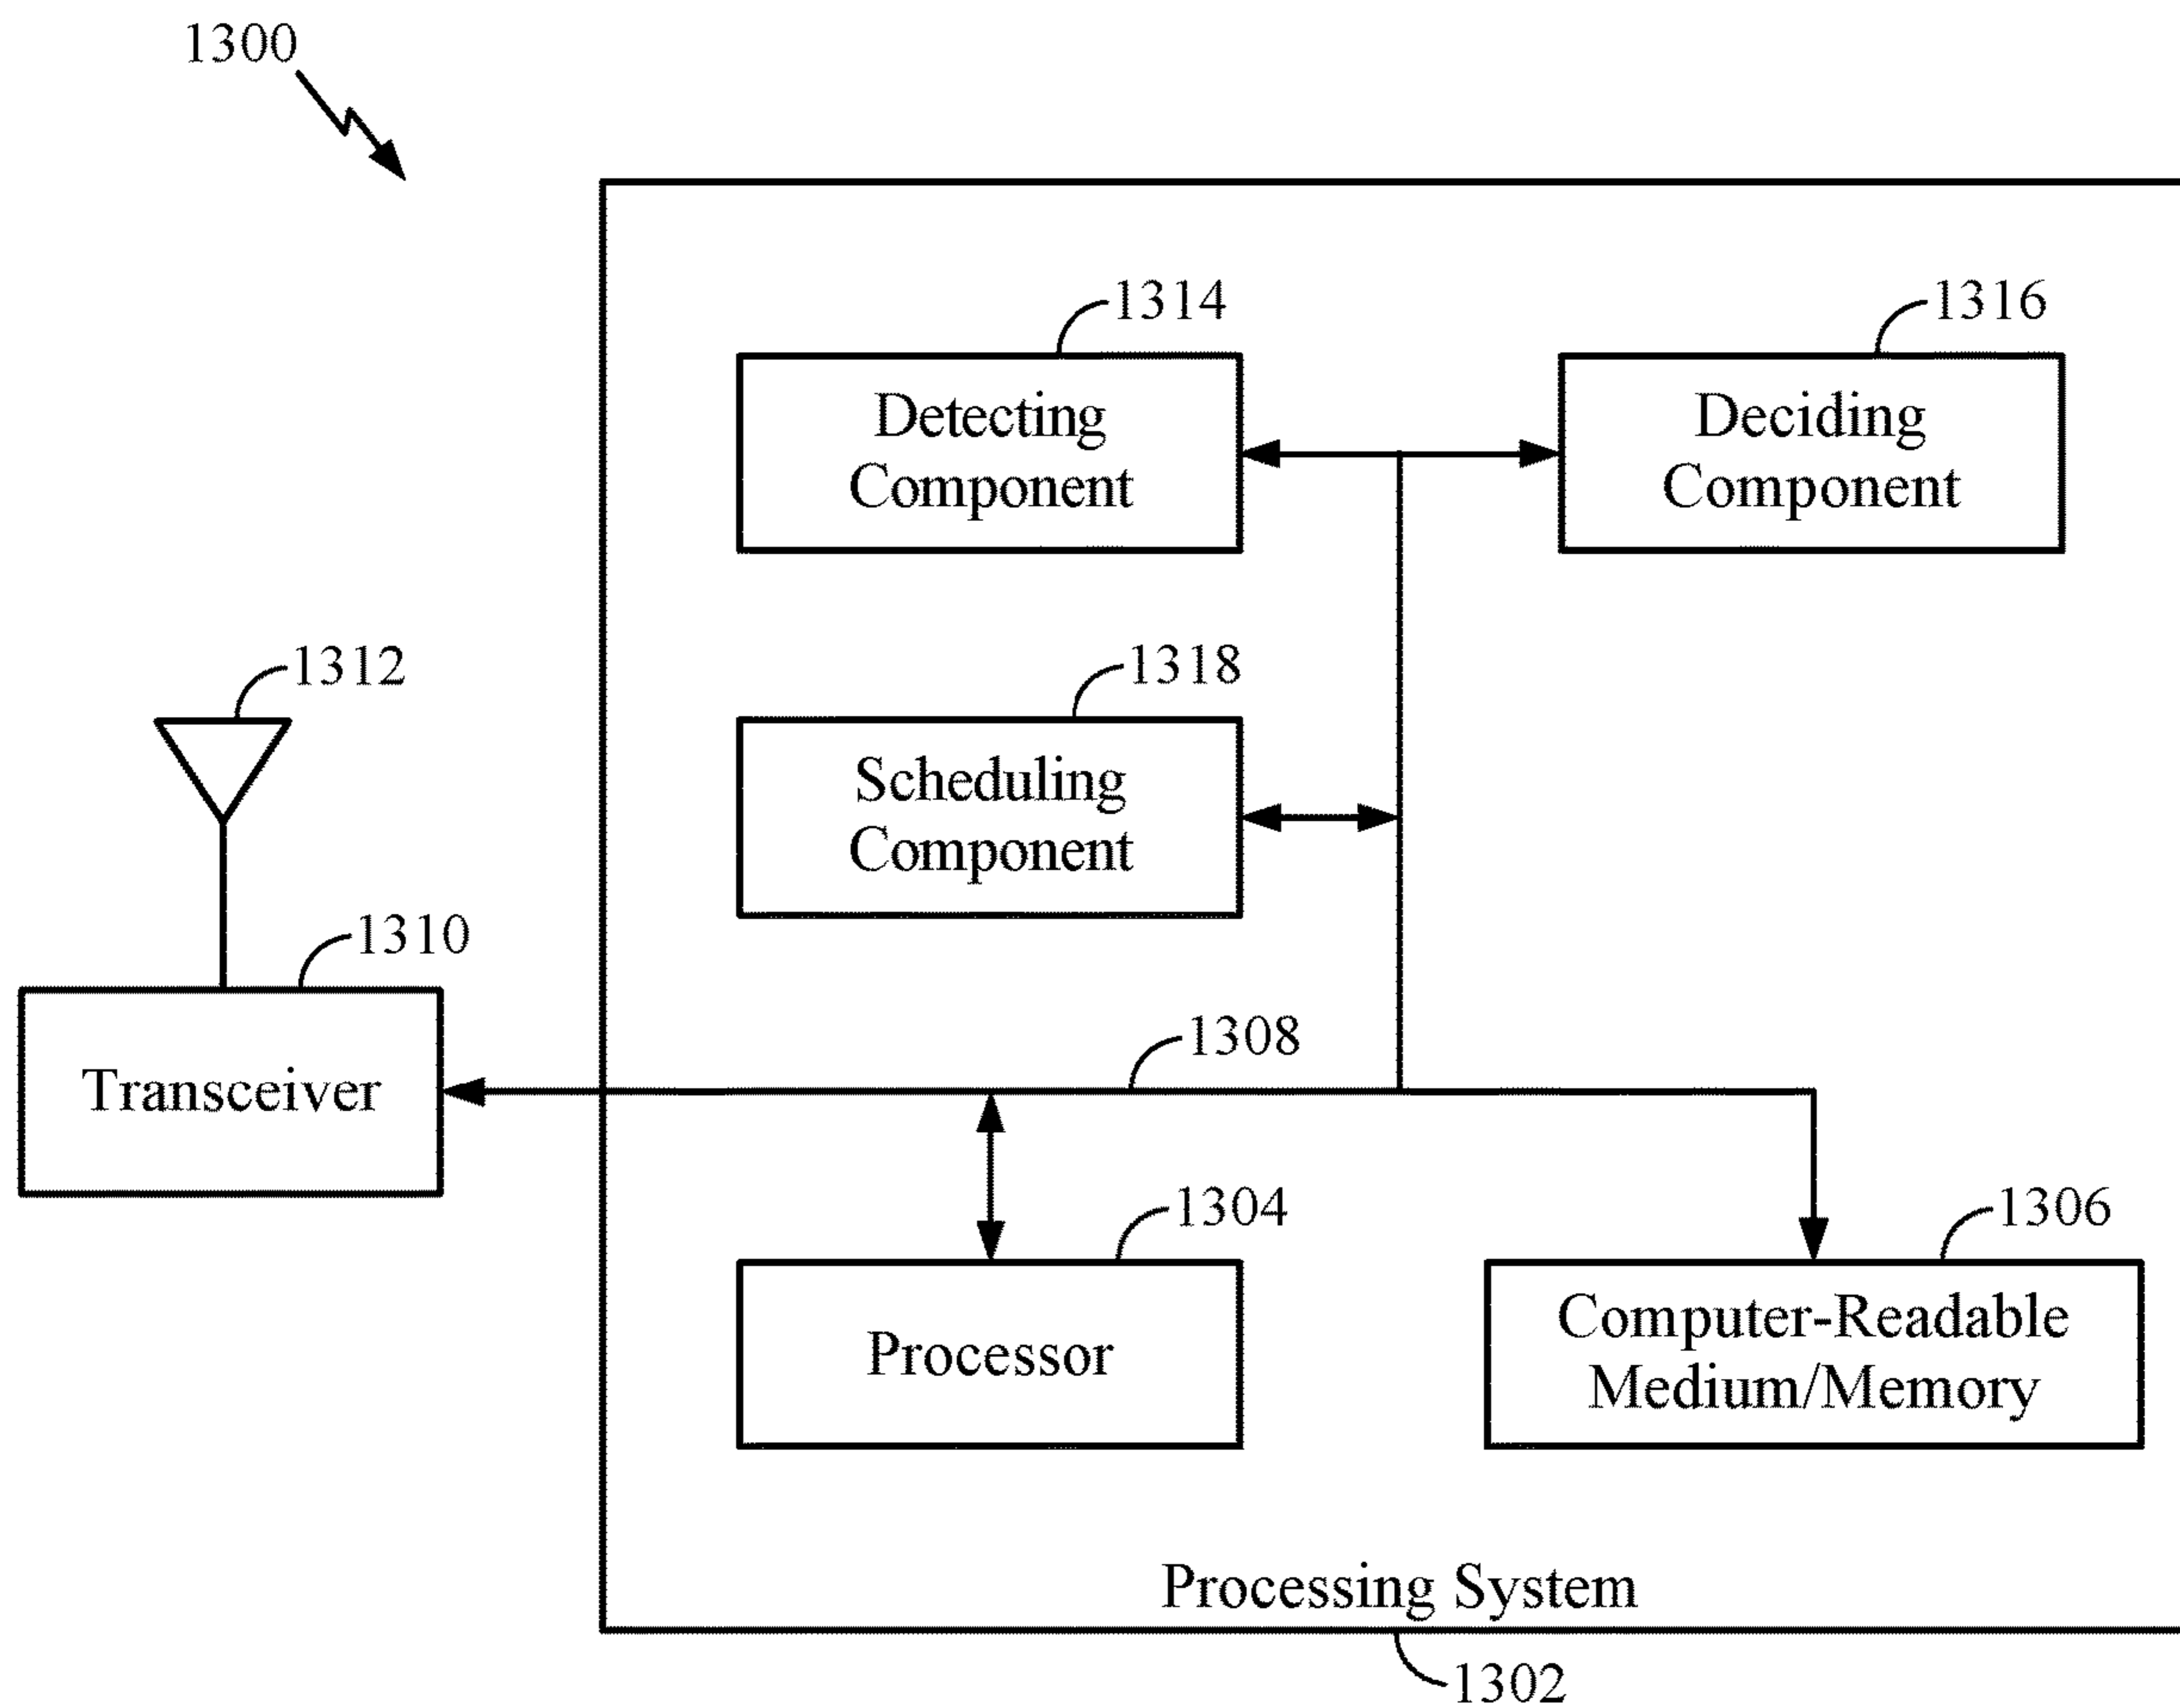 1300
1314
1316
Detecting
Component
Deciding
Component
1312
1318
Scheduling
Component
1310
1308
Transceiver
1304
1306
Processor
Computer-Readable
Medium/Memory
Processing System
1302